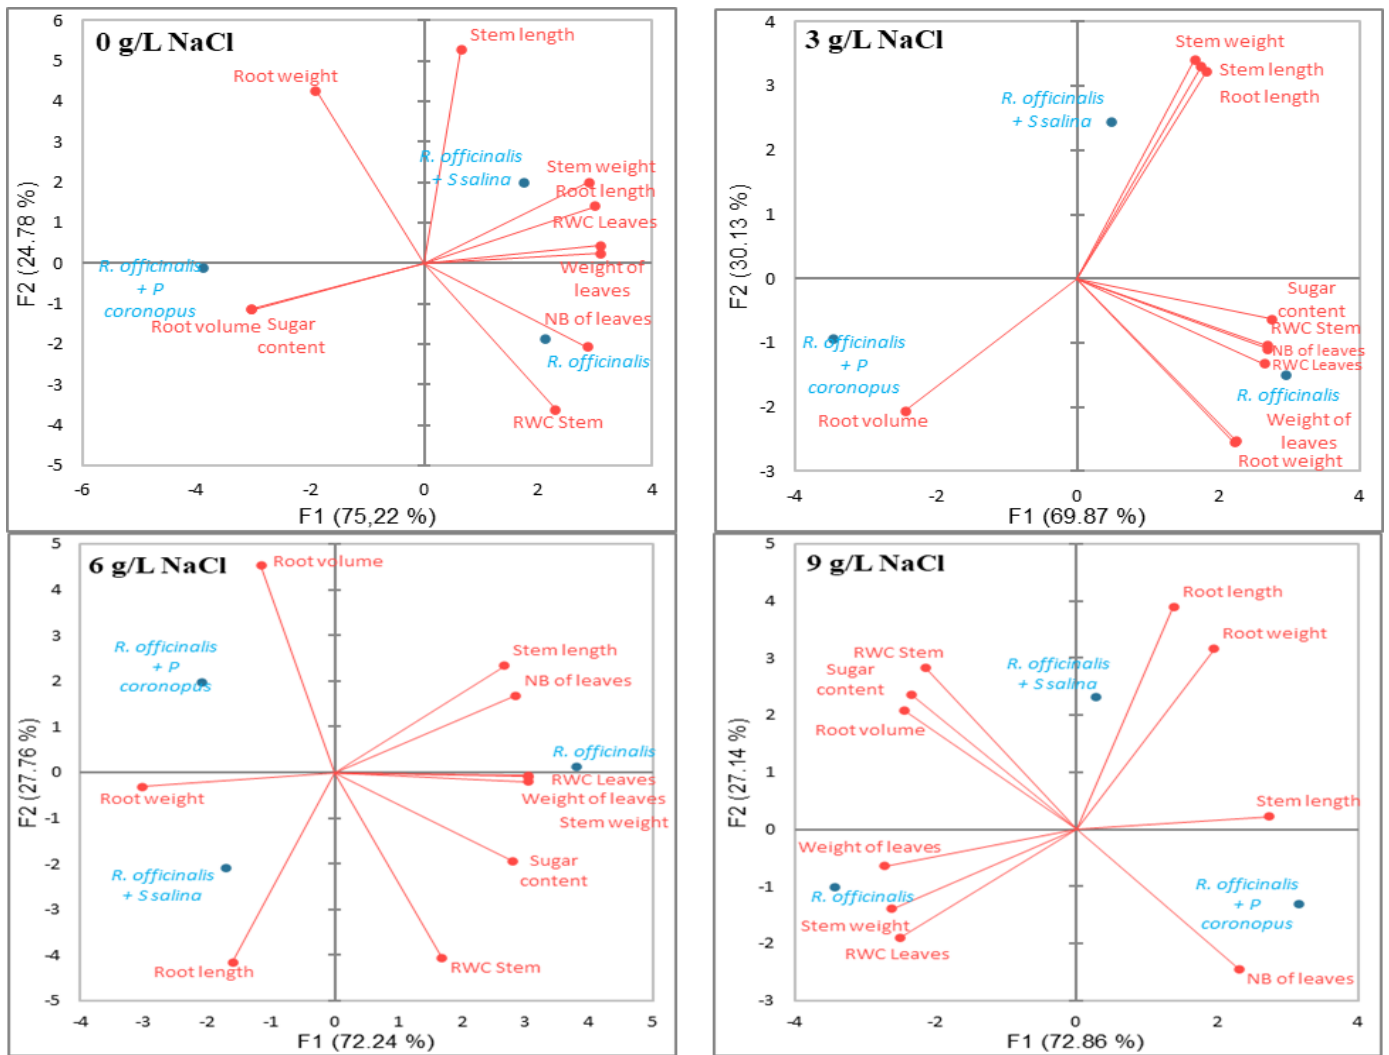 0 g/L NaCl
6
5
4
3
2
1
0
-1
-2
-3
-4
-5
F2 (24.78 %)
Stem length
Root weight
R. officinalis
+ S salina
Stem weight
Root length
RWC Leaves
Weight of
leaves
R. officinalis
+ P
coronopus
Root volume
Sugar
content
NB of leaves
R. officinalis
RWC Stem
-6
-4
-2
0
2
4
F1 (75,22 %)
3 g/L NaCl
4
3
2
1
0
-1
-2
-3
F2 (30.13 %)
Stem weight
Stem length
Root length
R. officinalis
+ S salina
Sugar
content
RWC Stem
NB of leaves
RWC Leaves
R. officinalis
+ P
coronopus
R. officinalis
Root volume
Weight of
leaves
Root weight
-4
-2
0
2
4
F1 (69.87 %)
6 g/L NaCl
5
4
3
2
1
0
-1
-2
-3
-4
-5
F2 (27.76 %)
Root volume
R. officinalis
+ P
coronopus
Stem length
NB of leaves
R. officinalis
RWC Leaves
Weight of leaves
Stem weight
Root weight
R. officinalis
+ S salina
Sugar
content
Root length
RWC Stem
-4
-3
-2
-1
0
1
2
3
4
5
F1 (72.24 %)
9 g/L NaCl
5
4
3
2
1
0
-1
-2
-3
F2 (27.14 %)
Root length
Root weight
RWC Stem
Sugar
content
Root volume
R. officinalis
+ S salina
Stem length
Weight of leaves
R. officinalis
Stem weight
RWC Leaves
R. officinalis
+ P
coronopus
NB of leaves
-4
-2
0
2
4
F1 (72.86 %)